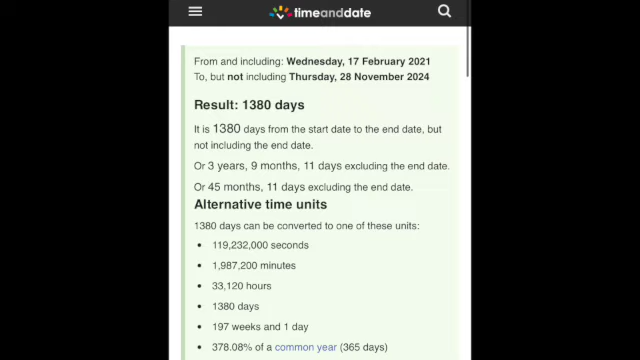 timeanddate
From and including: Wednesday, 17 February 2021
To, but not including Thursday, 28 November 2024
Result: 1380 days
It is 1380 days from the start date to the end date, but
not including the end date.
Or 3 years, 9 months, 11 days excluding the end date.
Or 45 months, 11 days excluding the end date.
Alternative time units
1380 days can be converted to one of these units:
• 119,232,000 seconds
• 1,987,200 minutes
• 33,120 hours
• 1380 days
• 197 weeks and 1 day
• 378.08% of a common year (365 days)